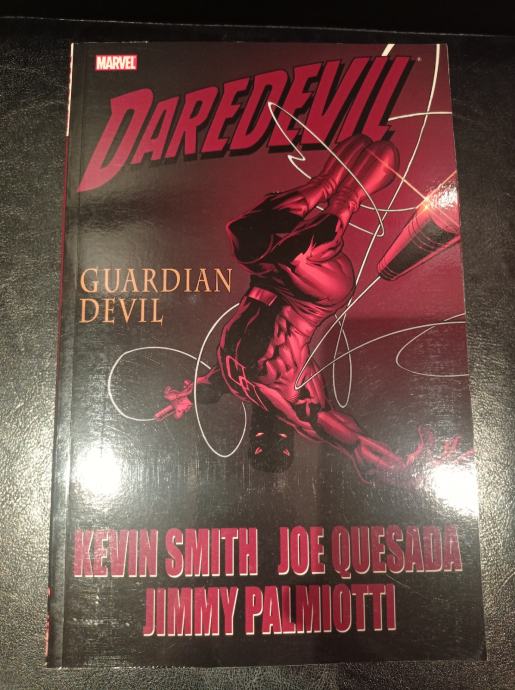 MARVEL
DAREDEVIL
GUARDIAN
DEVIL
KEVIN SMITH JOE QUESADA
JIMMY PALMIOTTI